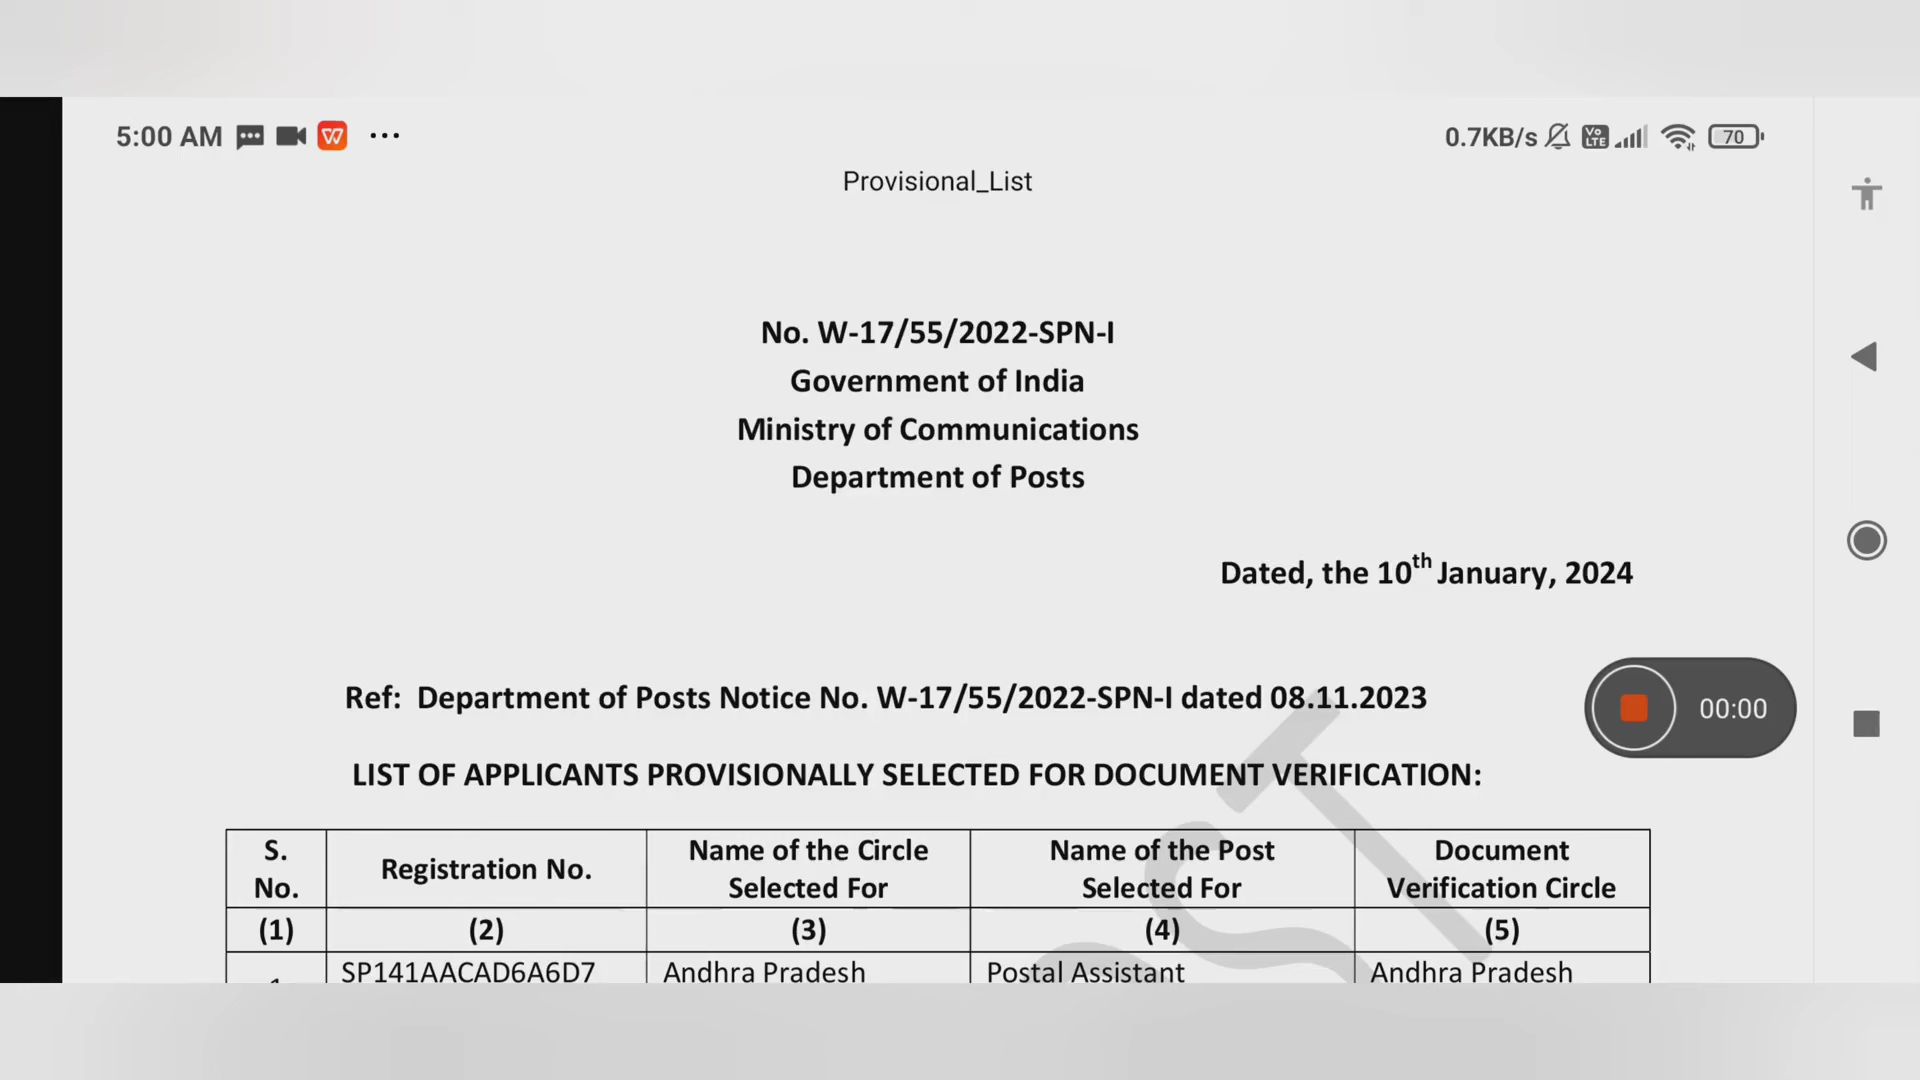 5:00 AM ... 0.7KB/s Vo LTE 70
Provisional_List
No. W-17/55/2022-SPN-I
Government of India
Ministry of Communications
Department of Posts
Dated, the 10th January, 2024
Ref: Department of Posts Notice No. W-17/55/2022-SPN-I dated 08.11.2023
00:00
LIST OF APPLICANTS PROVISIONALLY SELECTED FOR DOCUMENT VERIFICATION:
S. No. Registration No. Name of the Circle Selected For Name of the Post Selected For Document Verification Circle
(1) (2) (3) (4) (5)
SP141AACAD6A6D7 Andhra Pradesh Postal Assistant Andhra Pradesh